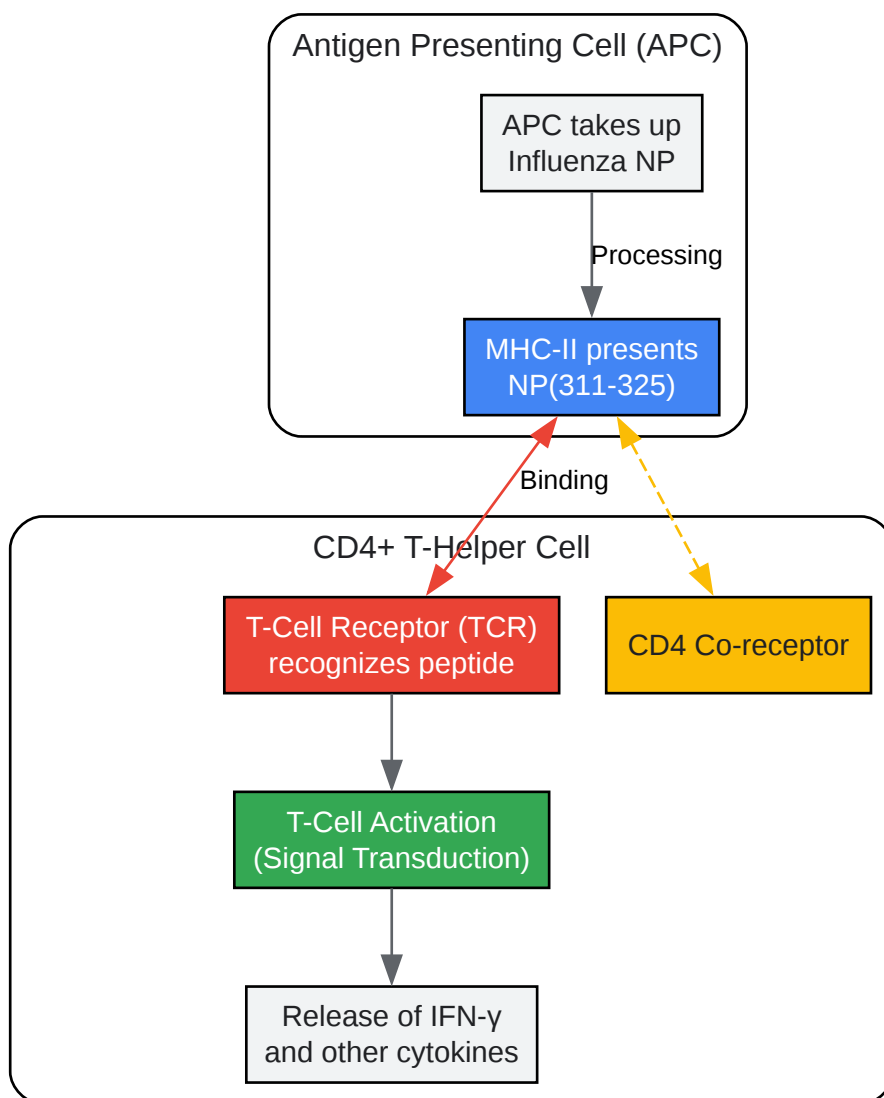 Antigen Presenting Cell (APC)
APC takes up
Influenza NP
Processing
MHC-II presents
NP(311-325)
Binding
CD4+ T-Helper Cell
T-Cell Receptor (TCR)
recognizes peptide
CD4 Co-receptor
T-Cell Activation
(Signal Transduction)
Release of IFN-γ
and other cytokines